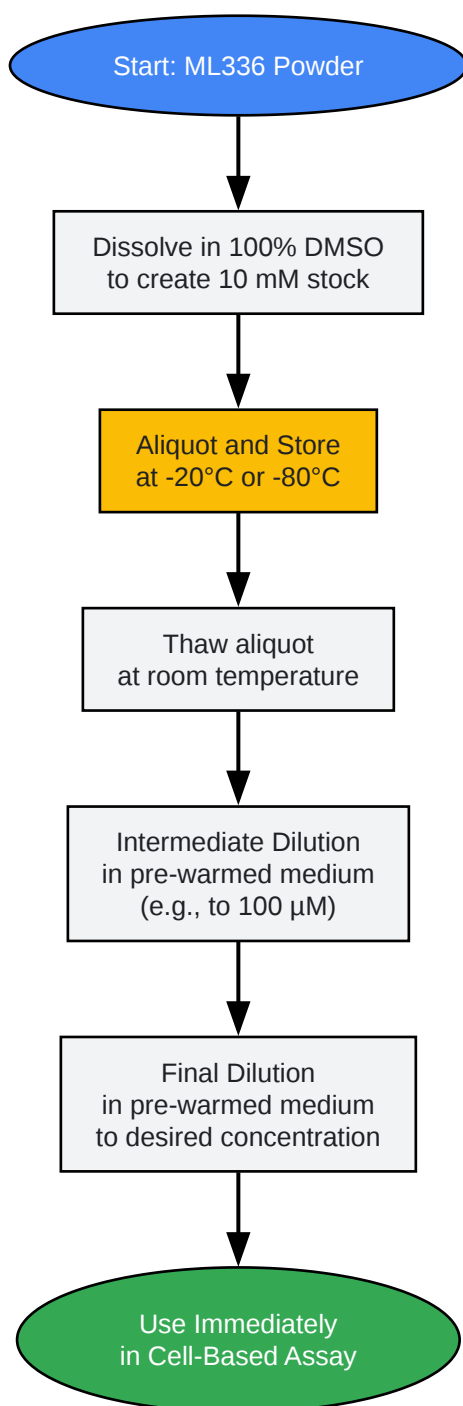 Start: ML336 Powder
Dissolve in 100% DMSO
to create 10 mM stock
Aliquot and Store
at -20°C or -80°C
Thaw aliquot
at room temperature
Intermediate Dilution
in pre-warmed medium
(e.g., to 100 µM)
Final Dilution
in pre-warmed medium
to desired concentration
Use Immediately
in Cell-Based Assay